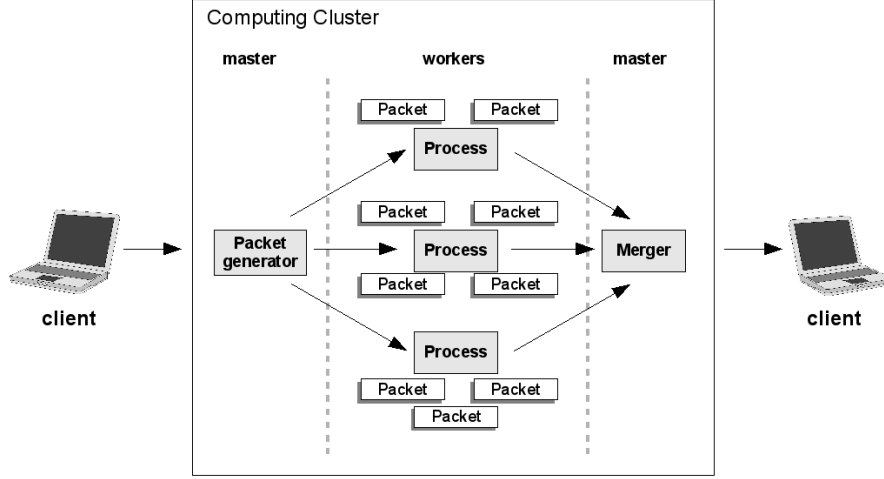 Computing Cluster
master
workers
master
Packet
Packet
Process
Packet
Packet
Packet
generator
Process
Merger
Packet
Packet
client
client
Process
Packet
Packet
Packet